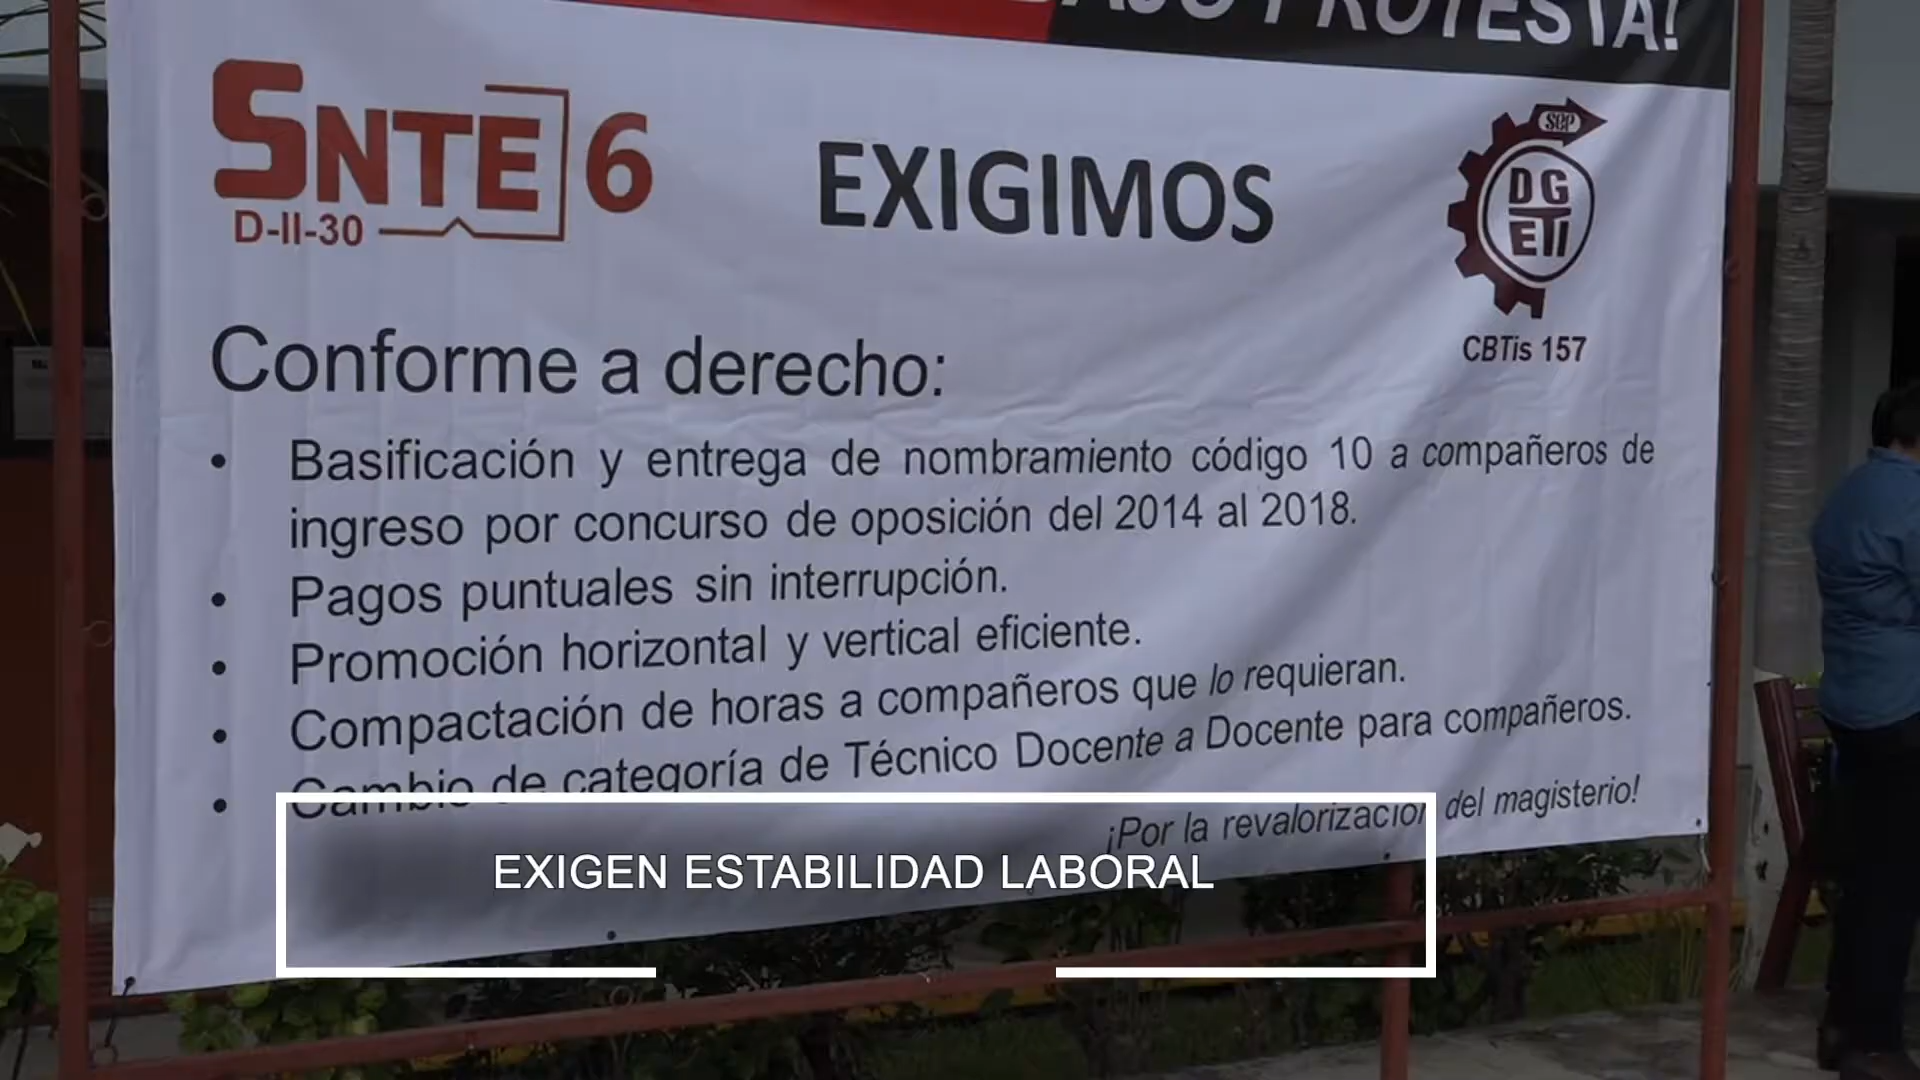 PROTESTA!
SNTE 6
D-II-30
EXIGIMOS
SEP
DGETI
CBTis 157
Conforme a derecho:
• Basificación y entrega de nombramiento código 10 a compañeros de
ingreso por concurso de oposición del 2014 al 2018.
• Pagos puntuales sin interrupción.
• Promoción horizontal y vertical eficiente.
• Compactación de horas a compañeros que lo requieran.
• Cambio de categoría de Técnico Docente a Docente para compañeros.
¡Por la revalorización del magisterio!
EXIGEN ESTABILIDAD LABORAL